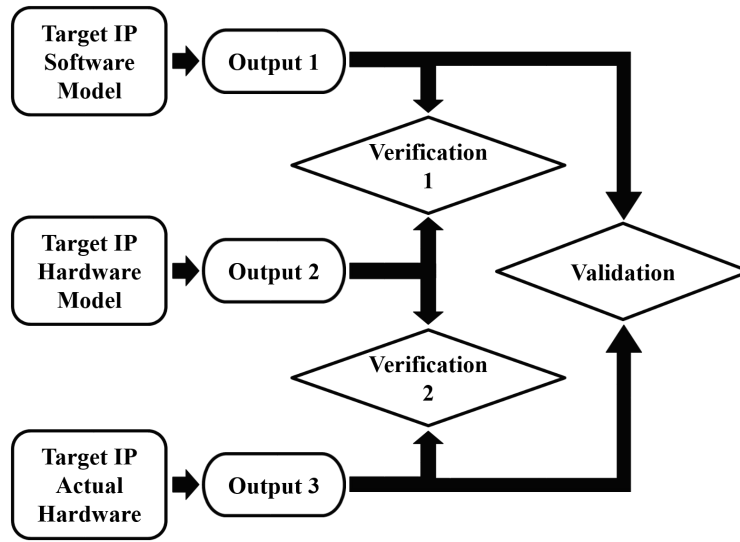 Target IP
Software
Model
Output 1
Verification
1
Target IP
Hardware
Model
Output 2
Validation
Verification
2
Target IP
Actual
Hardware
Output 3